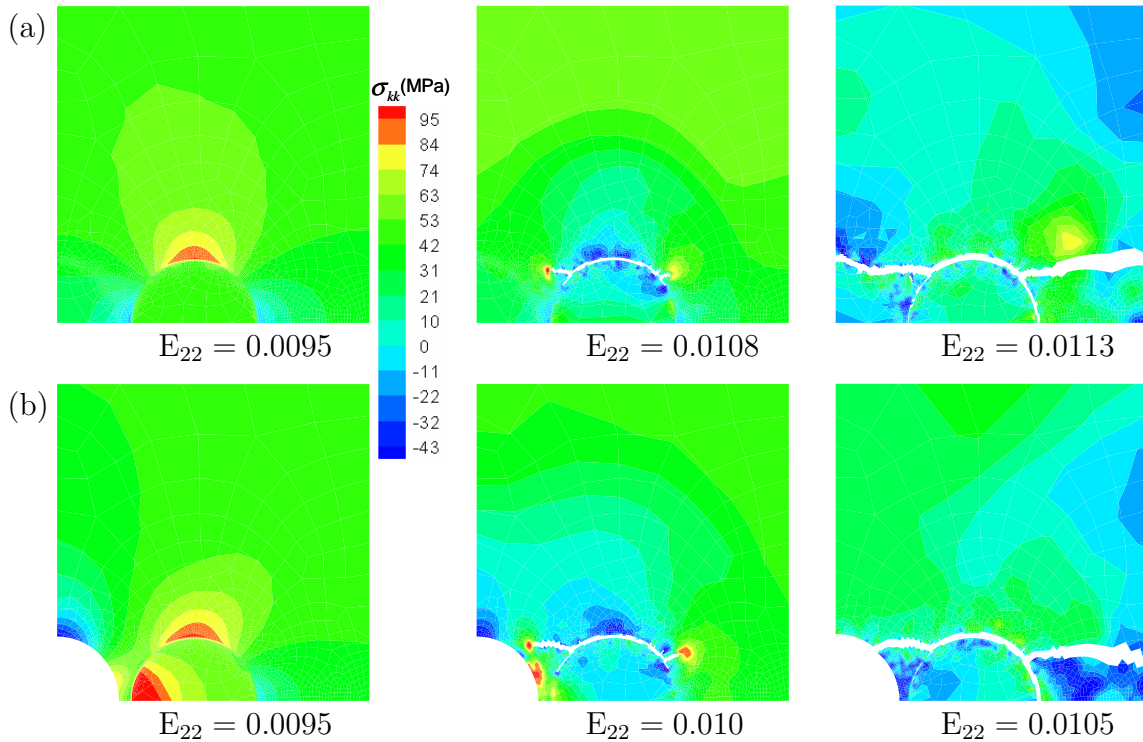 (a)
σkk(MPa)
95
84
74
63
53
42
31
21
10
0
-11
-22
-32
-43
E22 = 0.0095
E22 = 0.0108
E22 = 0.0113
(b)
E22 = 0.0095
E22 = 0.010
E22 = 0.0105